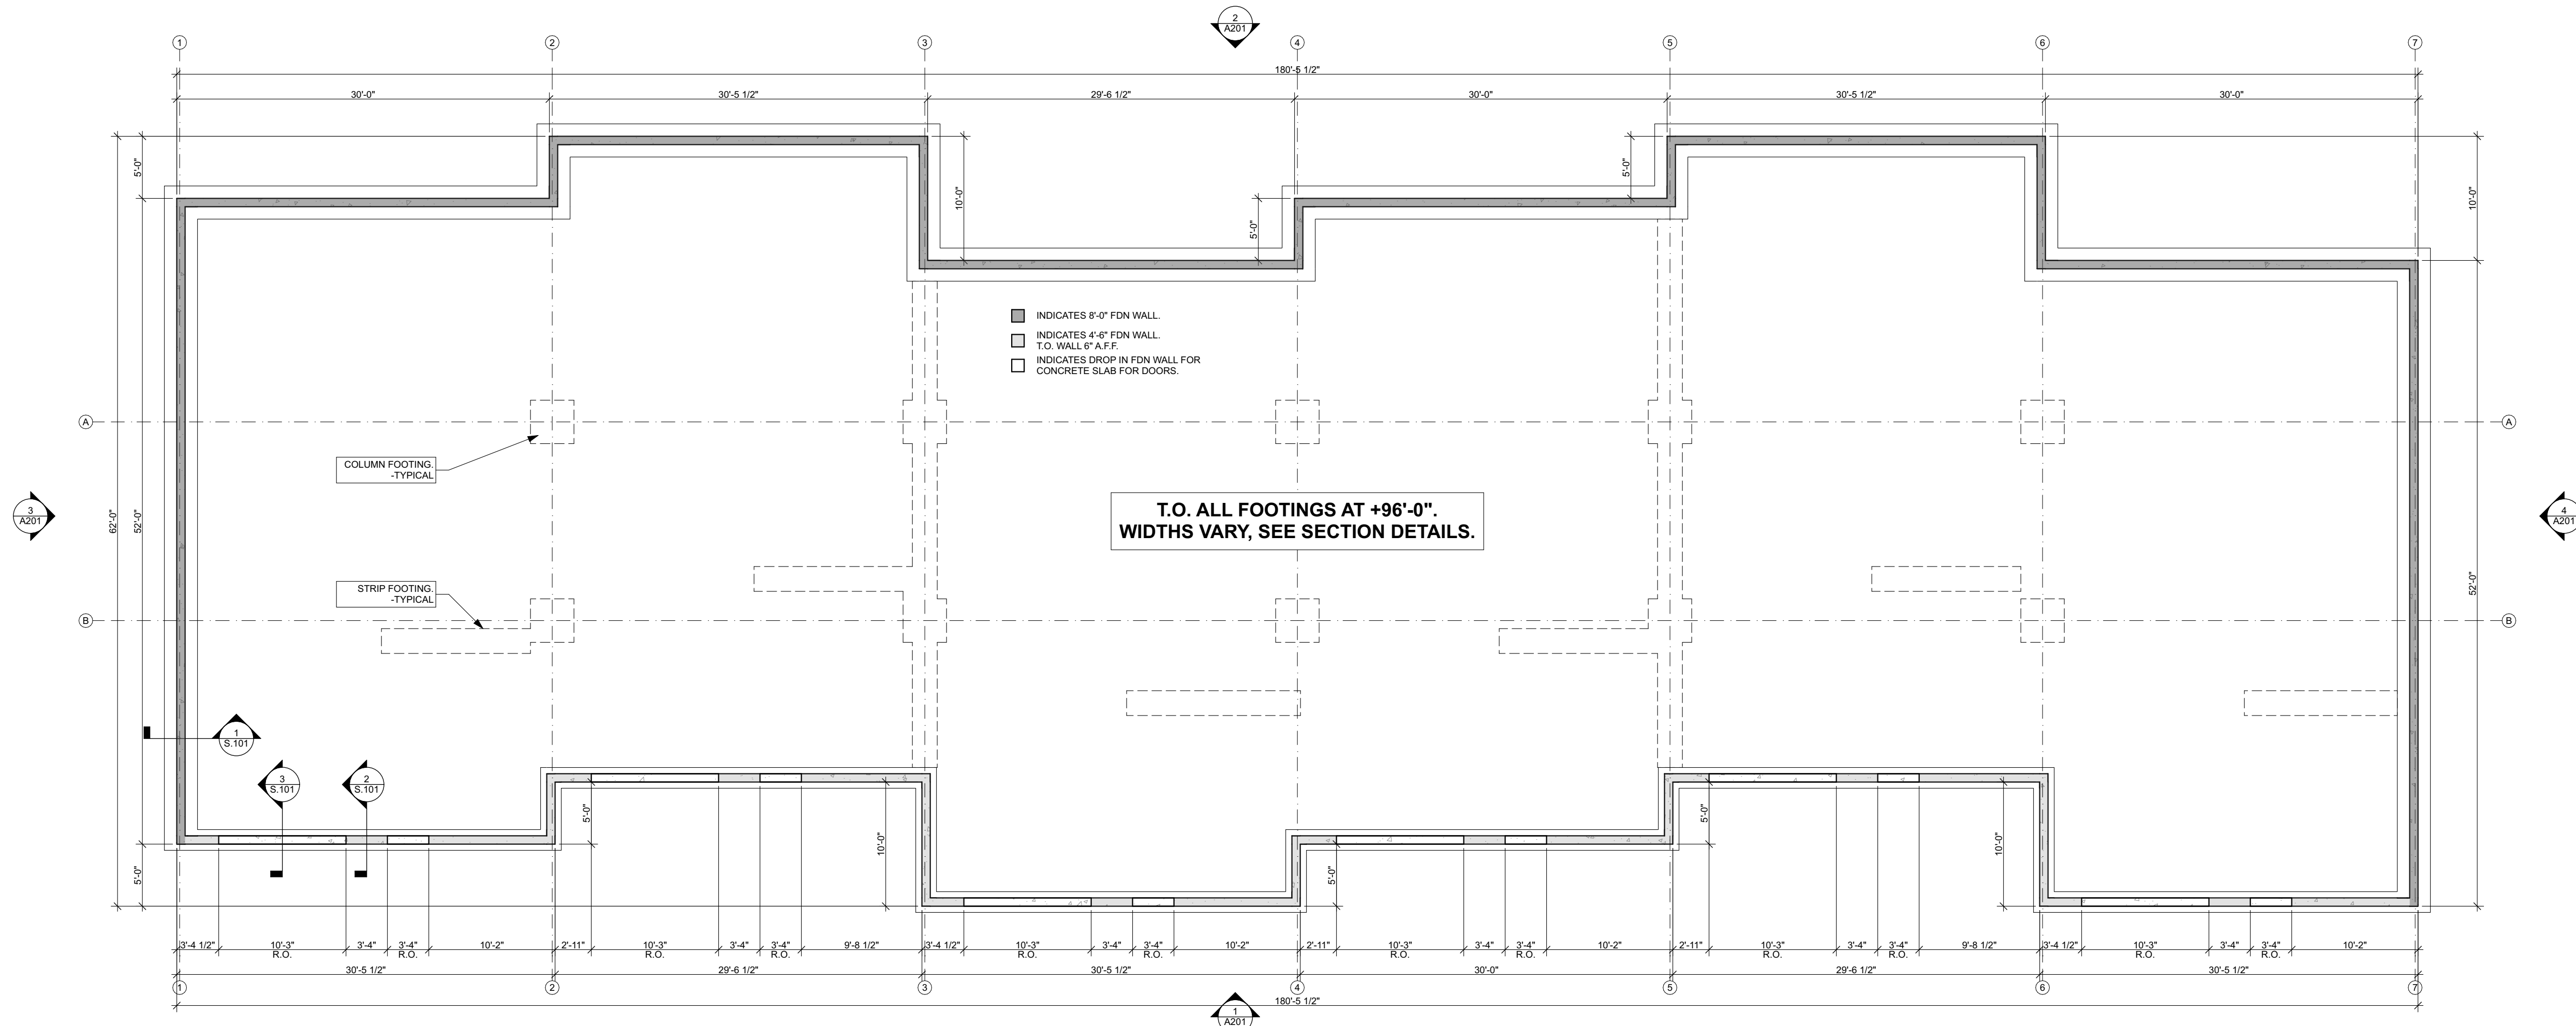 2
A201
1
2
3
4
5
6
7
180'-5 1/2"
30'-0"
30'-5 1/2"
29'-6 1/2"
30'-0"
30'-5 1/2"
30'-0"
5'-0"
10'-0"
5'-0"
5'-0"
10'-0"
INDICATES 8'-0" FDN WALL.
INDICATES 4'-6" FDN WALL.
T.O. WALL 6" A.F.F.
INDICATES DROP IN FDN WALL FOR
CONCRETE SLAB FOR DOORS.
A
A
COLUMN FOOTING.
-TYPICAL
3
A201
62'-0"
52'-0"
T.O. ALL FOOTINGS AT +96'-0".
WIDTHS VARY, SEE SECTION DETAILS.
4
A201
52'-0"
STRIP FOOTING.
-TYPICAL
B
B
1
S.101
3
S.101
2
S.101
5'-0"
5'-0"
10'-0"
5'-0"
5'-0"
10'-0"
3'-4 1/2"
10'-3"
R.O.
3'-4"
3'-4"
R.O.
10'-2"
2'-11"
10'-3"
R.O.
3'-4"
3'-4"
R.O.
9'-8 1/2"
3'-4 1/2"
10'-3"
R.O.
3'-4"
3'-4"
R.O.
10'-2"
2'-11"
10'-3"
R.O.
3'-4"
3'-4"
R.O.
10'-2"
2'-11"
10'-3"
R.O.
3'-4"
3'-4"
R.O.
9'-8 1/2"
3'-4 1/2"
10'-3"
R.O.
3'-4"
3'-4"
R.O.
10'-2"
30'-5 1/2"
29'-6 1/2"
30'-5 1/2"
30'-0"
29'-6 1/2"
30'-5 1/2"
1
2
3
4
5
6
7
180'-5 1/2"
1
A201